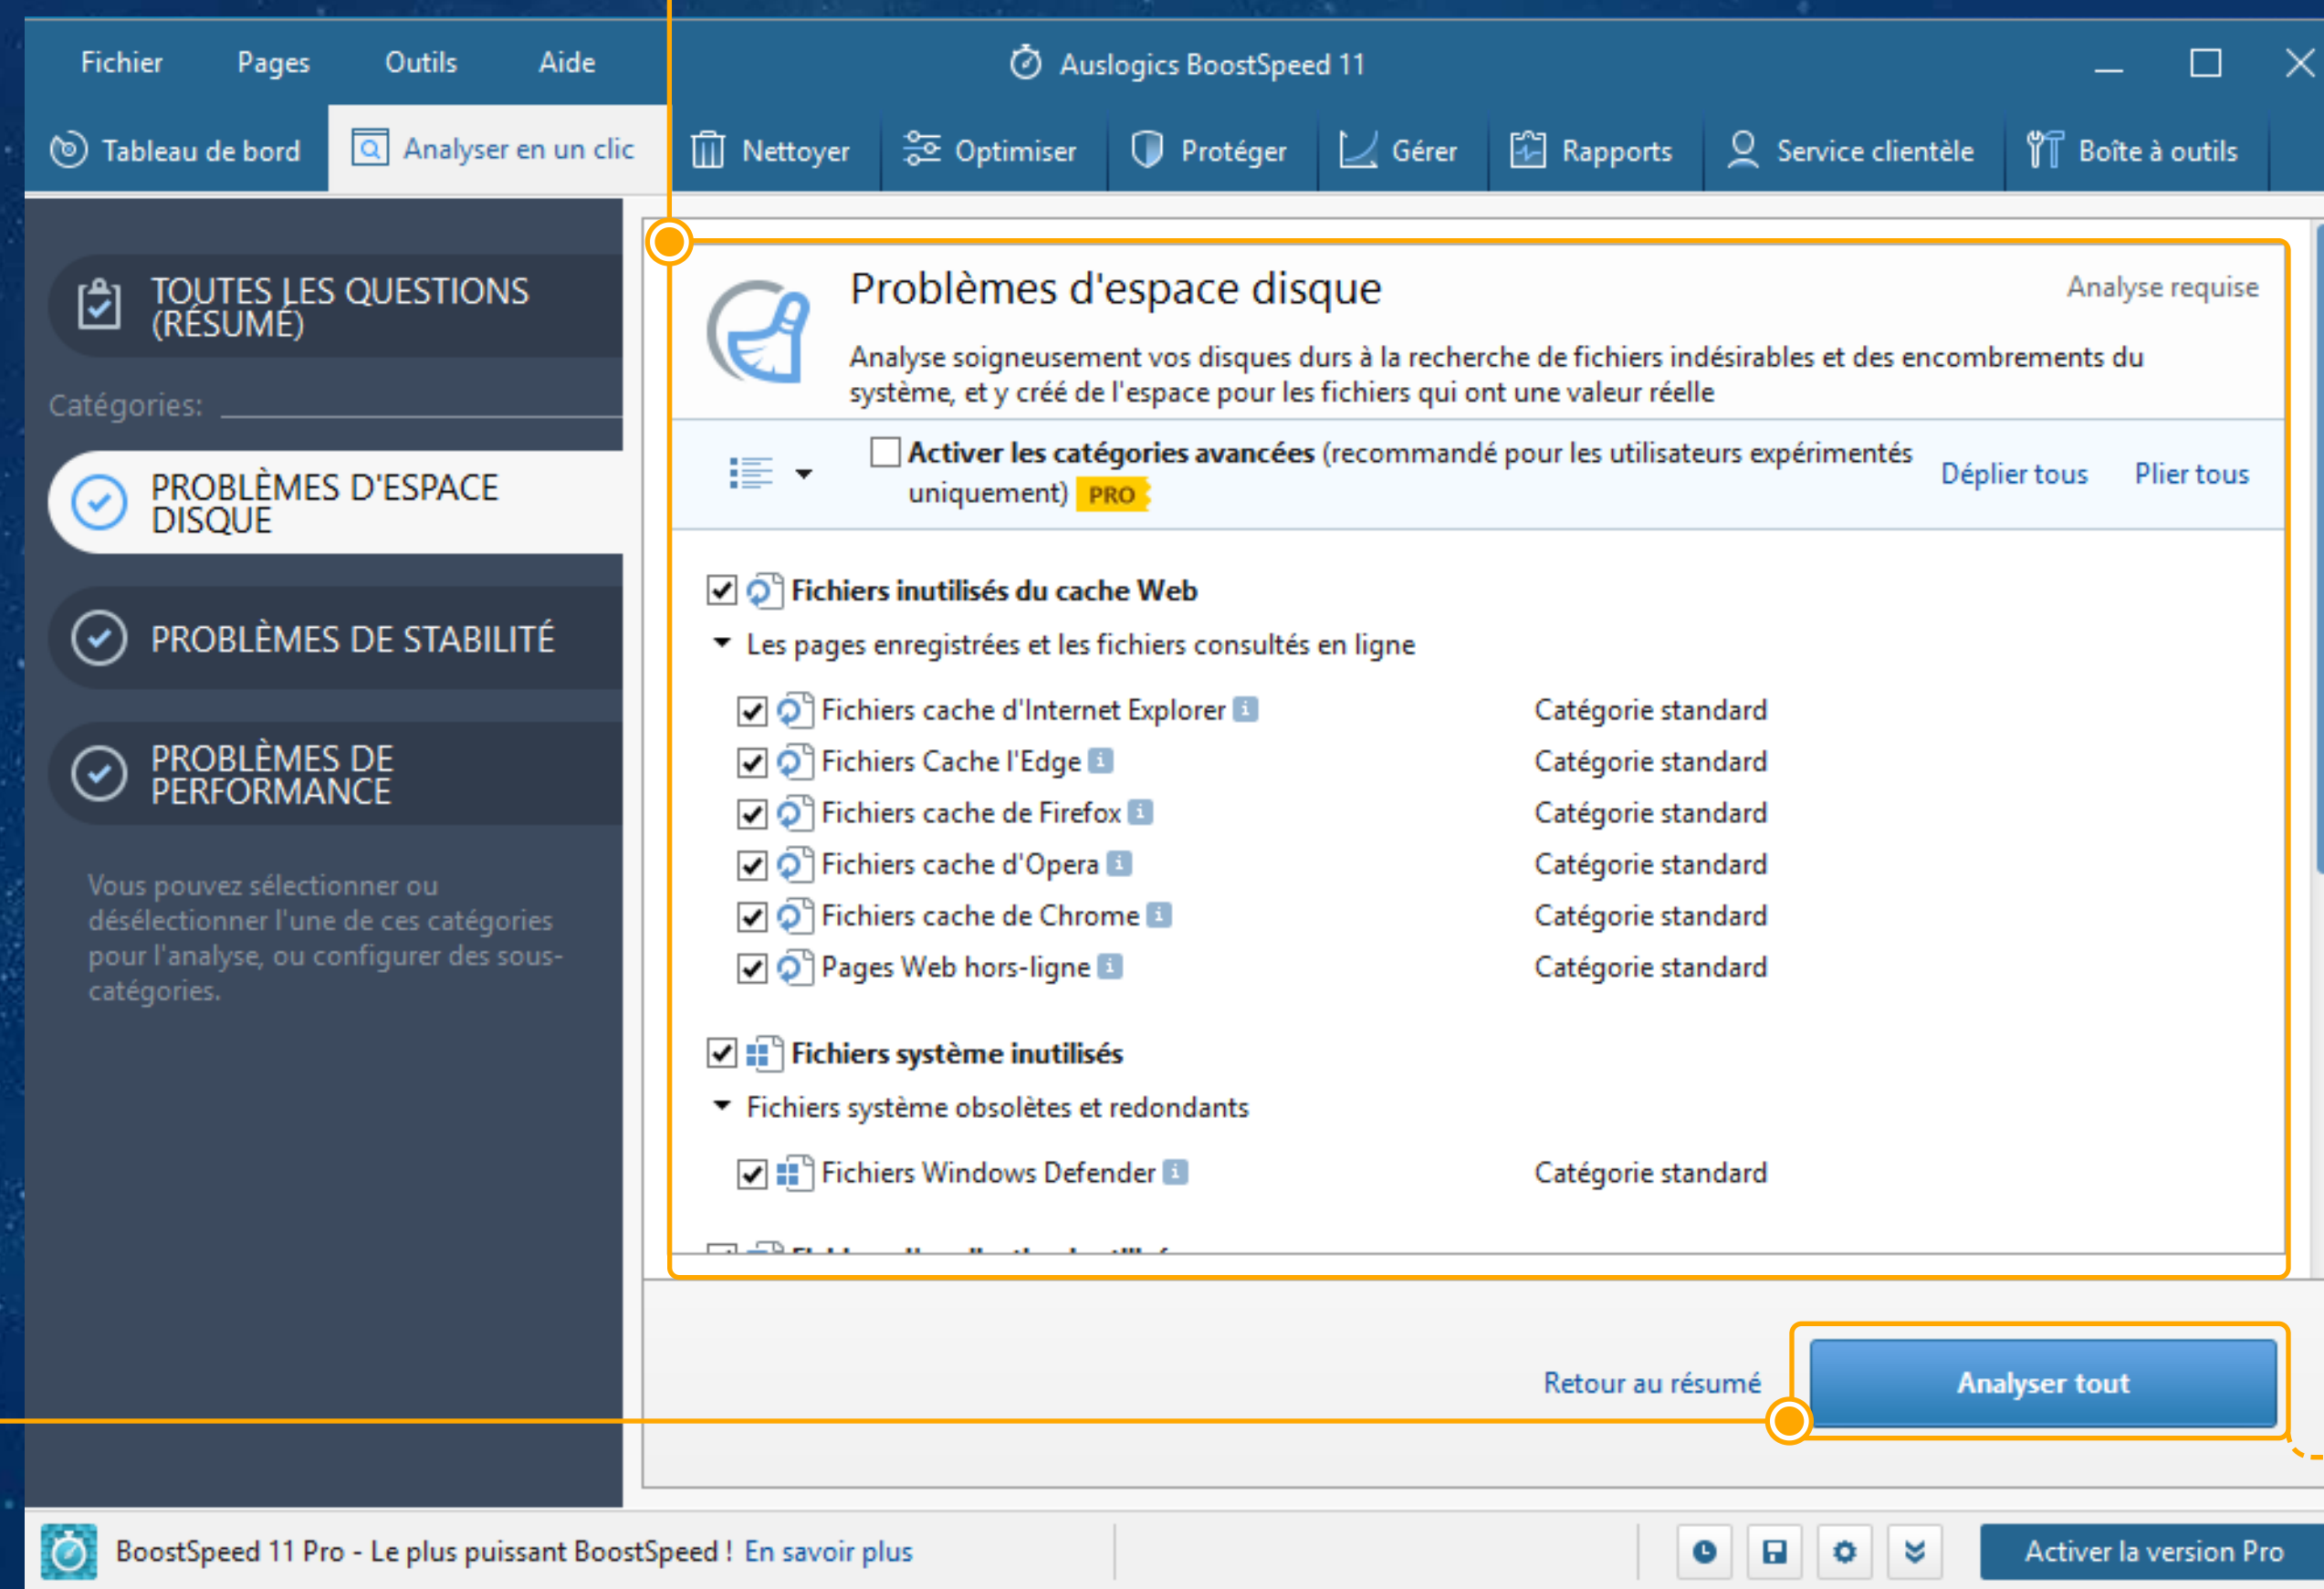 Fichier Pages Outils Aide Auslogics BoostSpeed 11
Tableau de bord Analyser en un clic Nettoyer Optimiser Protéger Gérer Rapports Service clientèle Boîte à outils
TOUTES LES QUESTIONS
(RÉSUMÉ)
Catégories:
PROBLÈMES D'ESPACE
DISQUE
PROBLÈMES DE STABILITÉ
PROBLÈMES DE
PERFORMANCE
Vous pouvez sélectionner ou
désélectionner l'une de ces catégories
pour l'analyse, ou configurer des sous-
catégories.
Problèmes d'espace disque Analyse requise
Analyse soigneusement vos disques durs à la recherche de fichiers indésirables et des encombrements du
système, et y créé de l'espace pour les fichiers qui ont une valeur réelle
Activer les catégories avancées (recommandé pour les utilisateurs expérimentés
uniquement) PRO
Déplier tous Plier tous
Fichiers inutilisés du cache Web
Les pages enregistrées et les fichiers consultés en ligne
Fichiers cache d'Internet Explorer Catégorie standard
Fichiers Cache l'Edge Catégorie standard
Fichiers cache de Firefox Catégorie standard
Fichiers cache d'Opera Catégorie standard
Fichiers cache de Chrome Catégorie standard
Pages Web hors-ligne Catégorie standard
Fichiers système inutilisés
Fichiers système obsolètes et redondants
Fichiers Windows Defender Catégorie standard
Retour au résumé Analyser tout
BoostSpeed 11 Pro - Le plus puissant BoostSpeed ! En savoir plus Activer la version Pro